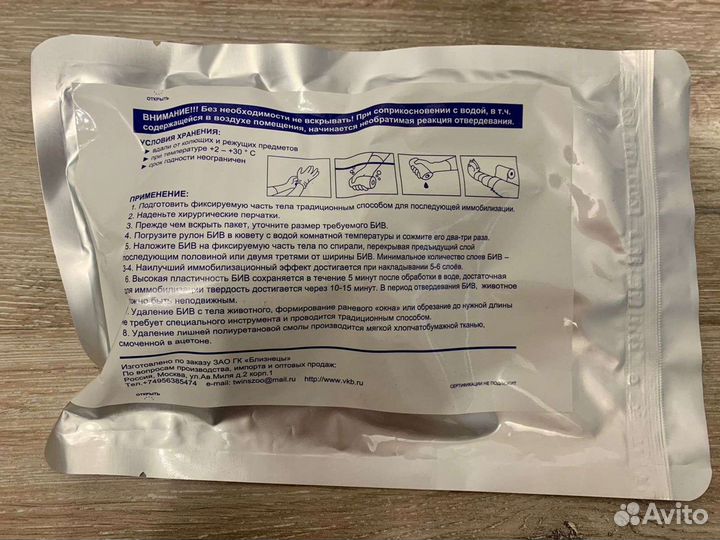 ОТКРЫТЬ
ВНИМАНИЕ!!! Без необходимости не вскрывать! При соприкосновении с водой, в т.ч.
содержащейся в воздухе помещения, начинается необратимая реакция отвердевания.
УСЛОВИЯ ХРАНЕНИЯ:
вдали от колющих и режущих предметов
при температуре +2 – +30 ° С
срок годности неограничен
ПРИМЕНЕНИЕ:
1. Подготовить фиксируемую часть тела традиционным способом для последующей иммобилизации.
2. Наденьте хирургические перчатки.
3. Прежде чем вскрыть пакет, уточните размер требуемого БИВ.
4. Погрузите рулон БИВ в кювету с водой комнатной температуры и сожмите его два-три раза.
5. Наложите БИВ на фиксируемую часть тела по спирали, перекрывая предъидущий слой
последующим половиной или двумя третями от ширины БИВ. Минимальное количество слоев БИВ –
3-4. Наилучший иммобилизационный эффект достигается при накладывании 5-6 слоёв.
6. Высокая пластичность БИВ сохраняется в течение 5 минут после обработки в воде, достаточная
для иммобилизации твердость достигается через 10-15 минут. В период отвердевания БИВ, животное
должно быть неподвижным.
7. Удаление БИВ с тела животного, формирование раневого «окна» или обрезание до нужной длины
не требует специального инструмента и проводится традиционным способом.
8. Удаление лишней полиуретановой смолы производится мягкой хлопчатобумажной тканью,
смоченной в ацетоне.
Изготовлено по заказу ЗАО ГК «Близнецы»
По вопросам производства, импорта и оптовых продаж:
Россия, Москва, ул.Ав.Миля д.2 корп.1
Тел.+74956385474 e-mail: twinszoo@mail.ru http://www.vkb.ru
СЕРТИФИКАЦИИ НЕ ПОДЛЕЖИТ
ОТКРЫТЬ
Avito